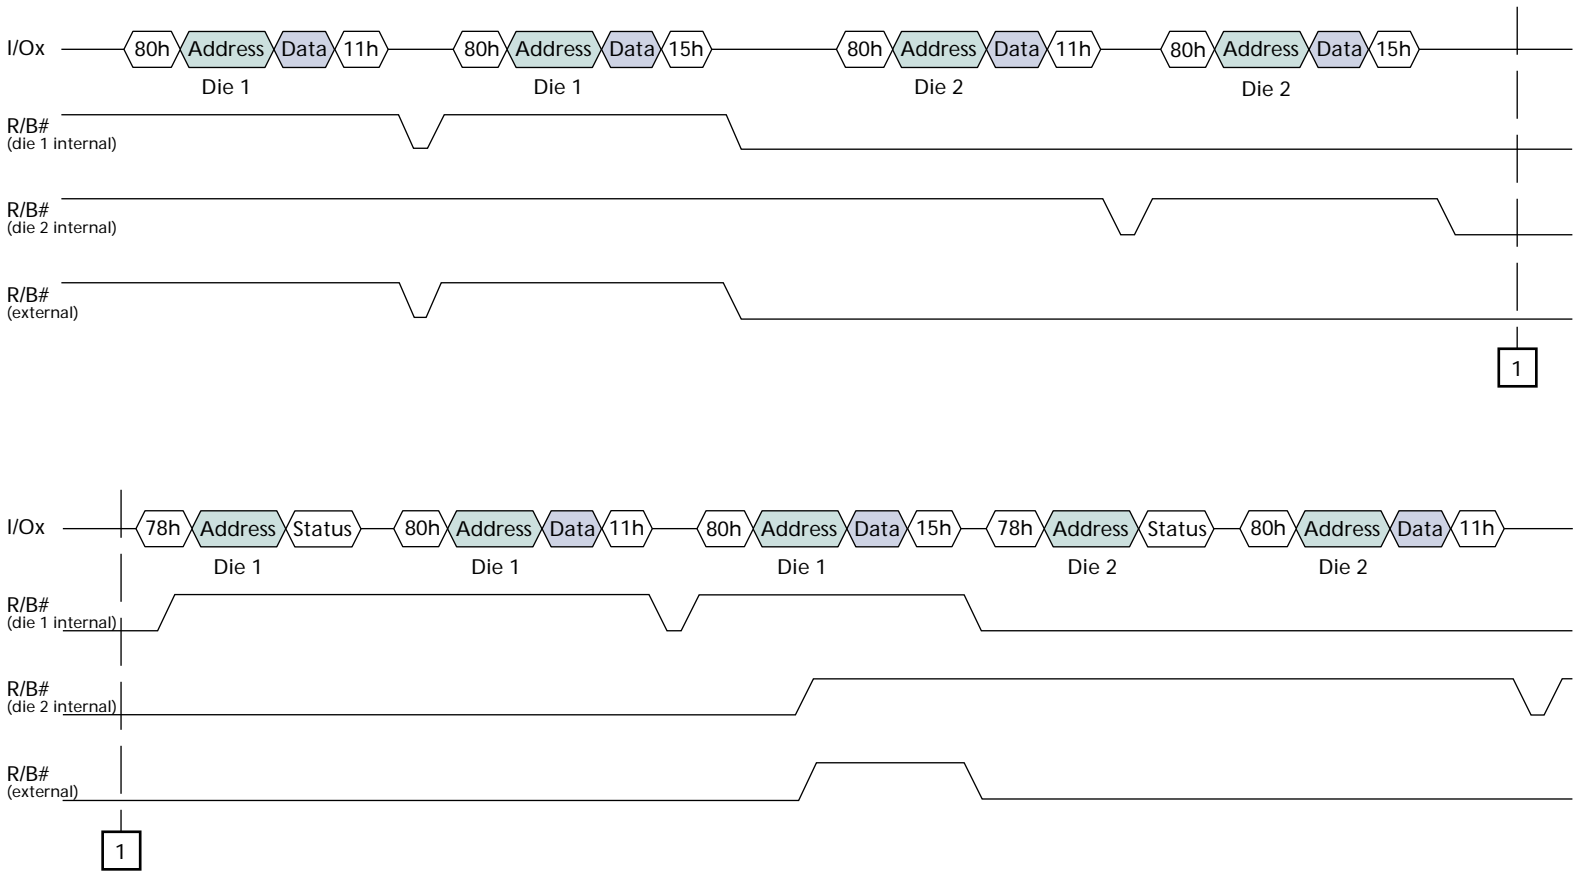 I/Ox 80h Address Data 11h 80h Address Data 15h 80h Address Data 11h 80h Address Data 15h
Die 1 Die 1 Die 2 Die 2
R/B#
(die 1 internal)
R/B#
(die 2 internal)
R/B#
(external)
1
I/Ox 78h Address Status 80h Address Data 11h 80h Address Data 15h 78h Address Status 80h Address Data 11h
Die 1 Die 1 Die 1 Die 2 Die 2
R/B#
(die 1 internal)
R/B#
(die 2 internal)
R/B#
(external)
1